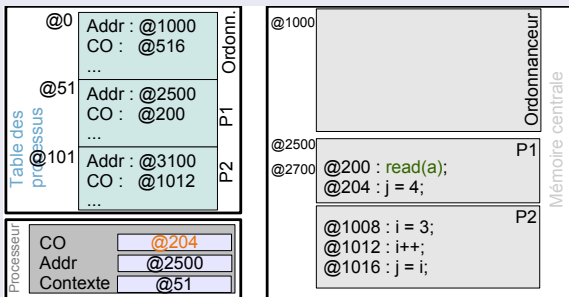 @0
Addr : @1000
CO : @516
...
Ordonn.
@51
Addr : @2500
CO : @200
...
P1
@101
Addr : @3100
CO : @1012
...
P2
Table des
processus
Processeur
CO
@204
Addr
@2500
Contexte
@51
@1000
Ordonnanceur
@2500
P1
@2700
@200 : read(a);
@204 : j = 4;
P2
@1008 : i = 3;
@1012 : i++;
@1016 : j = i;
Mémoire centrale